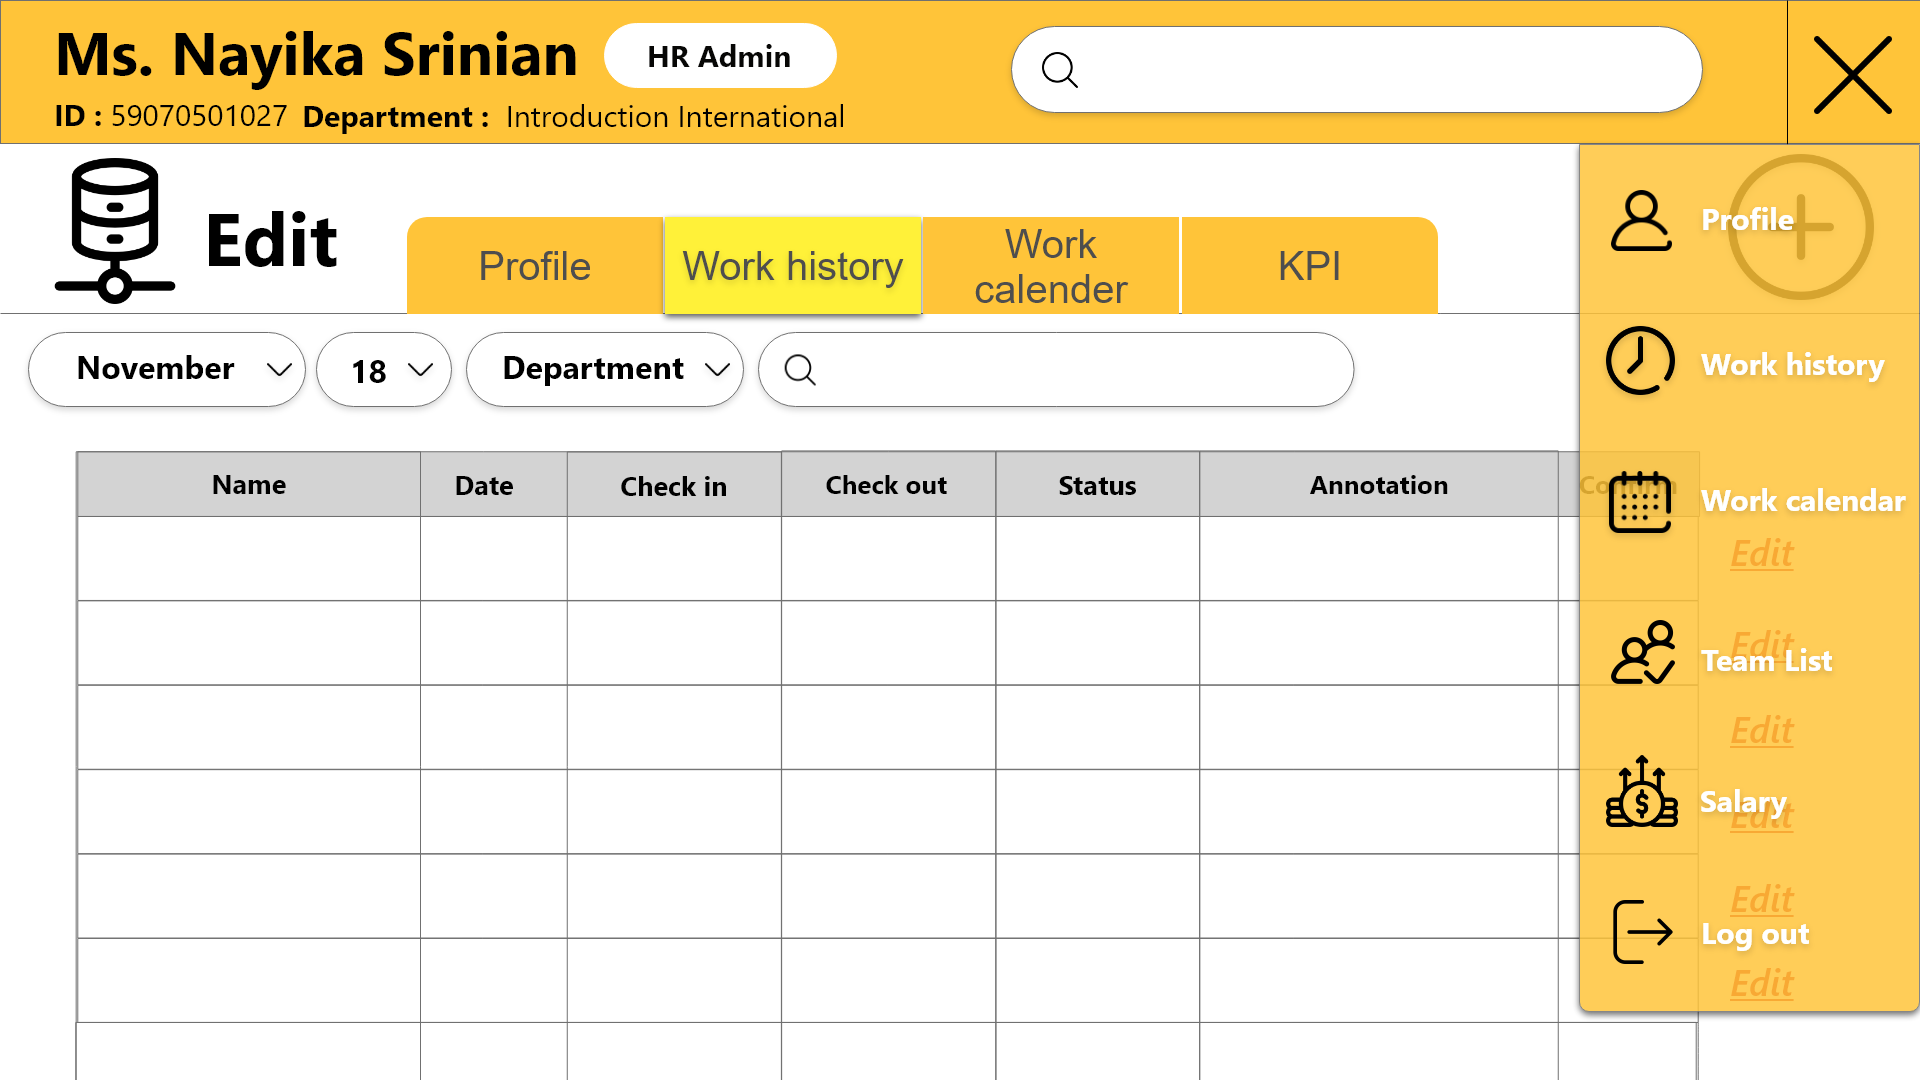 Ms. Nayika Srinian
HR Admin
ID : 59070501027 Department : Introduction International
Edit
Profile
Work history
Work
calender
KPI
November
18
Department
Name
Date
Check in
Check out
Status
Annotation
Confirm
Edit
Edit
Edit
Edit
Edit
Edit
Profile
Work history
Work calendar
Team List
Salary
Log out